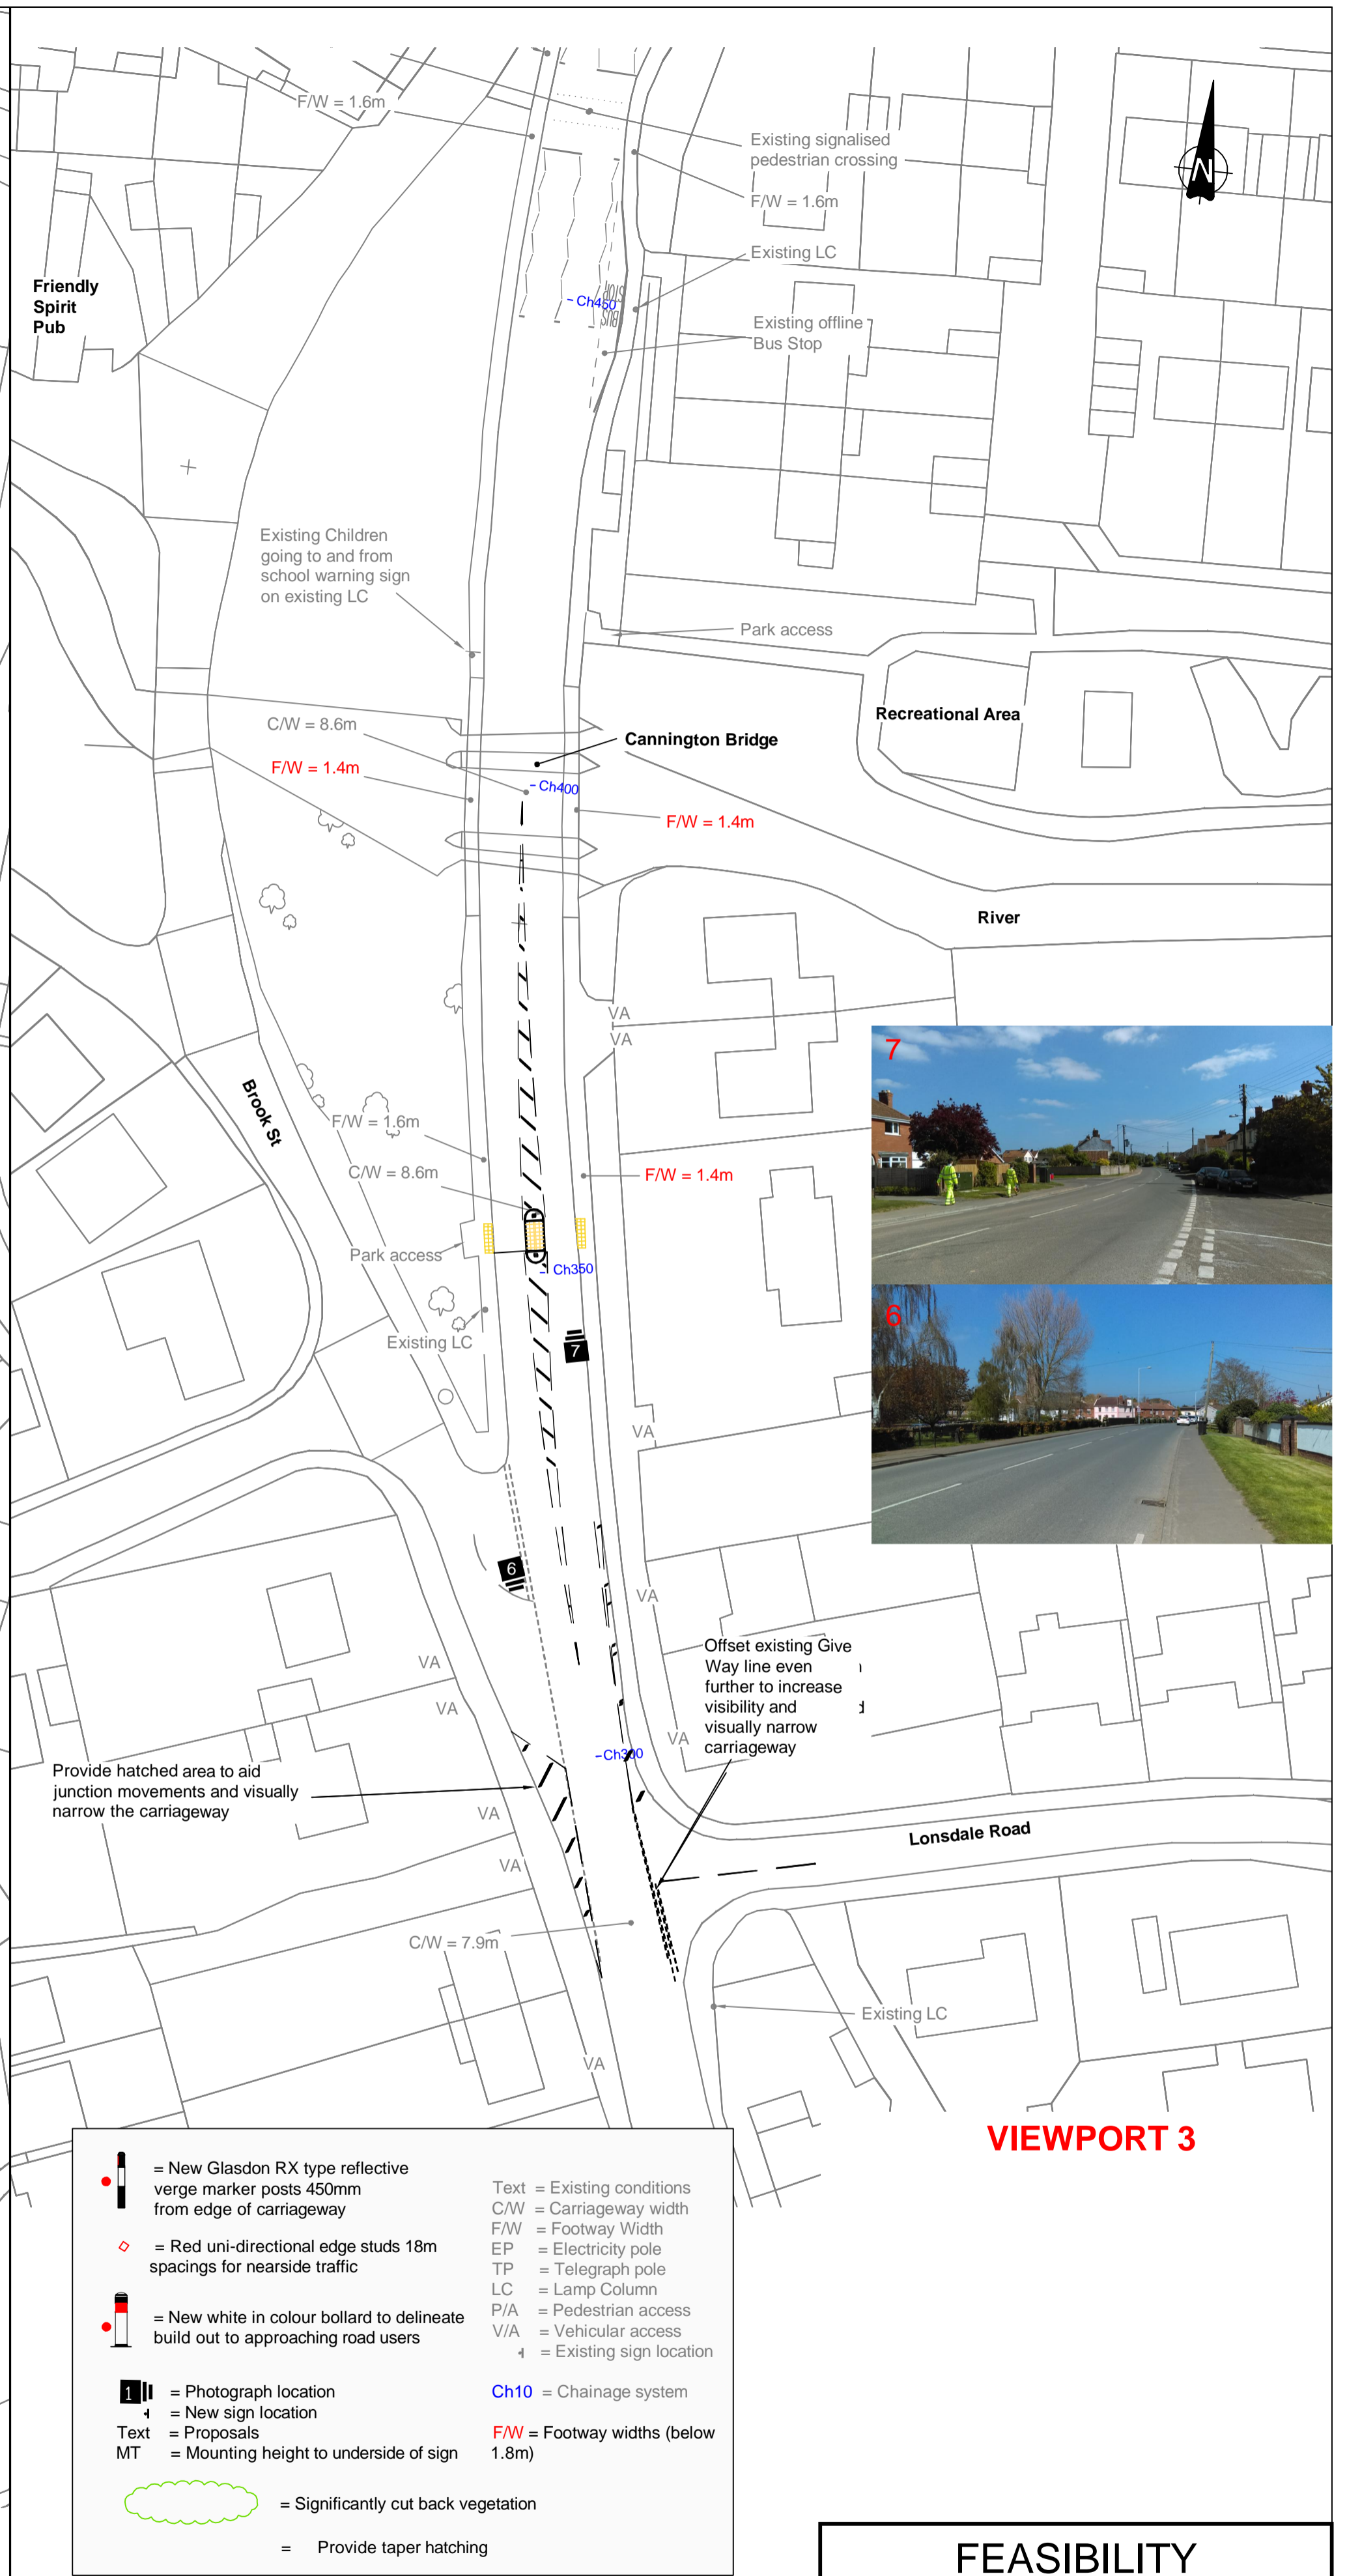 F/W = 1.6m
Existing signalised
pedestrian crossing
N
F/W = 1.6m
Existing LC
Friendly
Spirit
Pub
Ch450
BUS
STOP
Existing offline
Bus Stop
Existing Children
going to and from
school warning sign
on existing LC
Park access
Recreational Area
C/W = 8.6m
Cannington Bridge
F/W = 1.4m
Ch400
F/W = 1.4m
River
VA
VA
7
Brook St
F/W = 1.6m
C/W = 8.6m
F/W = 1.4m
Park access
Ch350
6
Existing LC
7
VA
6
VA
Offset existing Give
Way line even
further to increase
visibility and
visually narrow
carriageway
VA
VA
VA
Ch300
Provide hatched area to aid
junction movements and visually
narrow the carriageway
VA
Lonsdale Road
VA
C/W = 7.9m
Existing LC
VA
VIEWPORT 3
= New Glasdon RX type reflective
verge marker posts 450mm
from edge of carriageway
= Red uni-directional edge studs 18m
spacings for nearside traffic
= New white in colour bollard to delineate
build out to approaching road users
1 = Photograph location
= New sign location
Text = Proposals
MT = Mounting height to underside of sign
Text = Existing conditions
C/W = Carriageway width
F/W = Footway Width
EP = Electricity pole
TP = Telegraph pole
LC = Lamp Column
P/A = Pedestrian access
V/A = Vehicular access
= Existing sign location
Ch10 = Chainage system
F/W = Footway widths (below
1.8m)
= Significantly cut back vegetation
= Provide taper hatching
FEASIBILITY